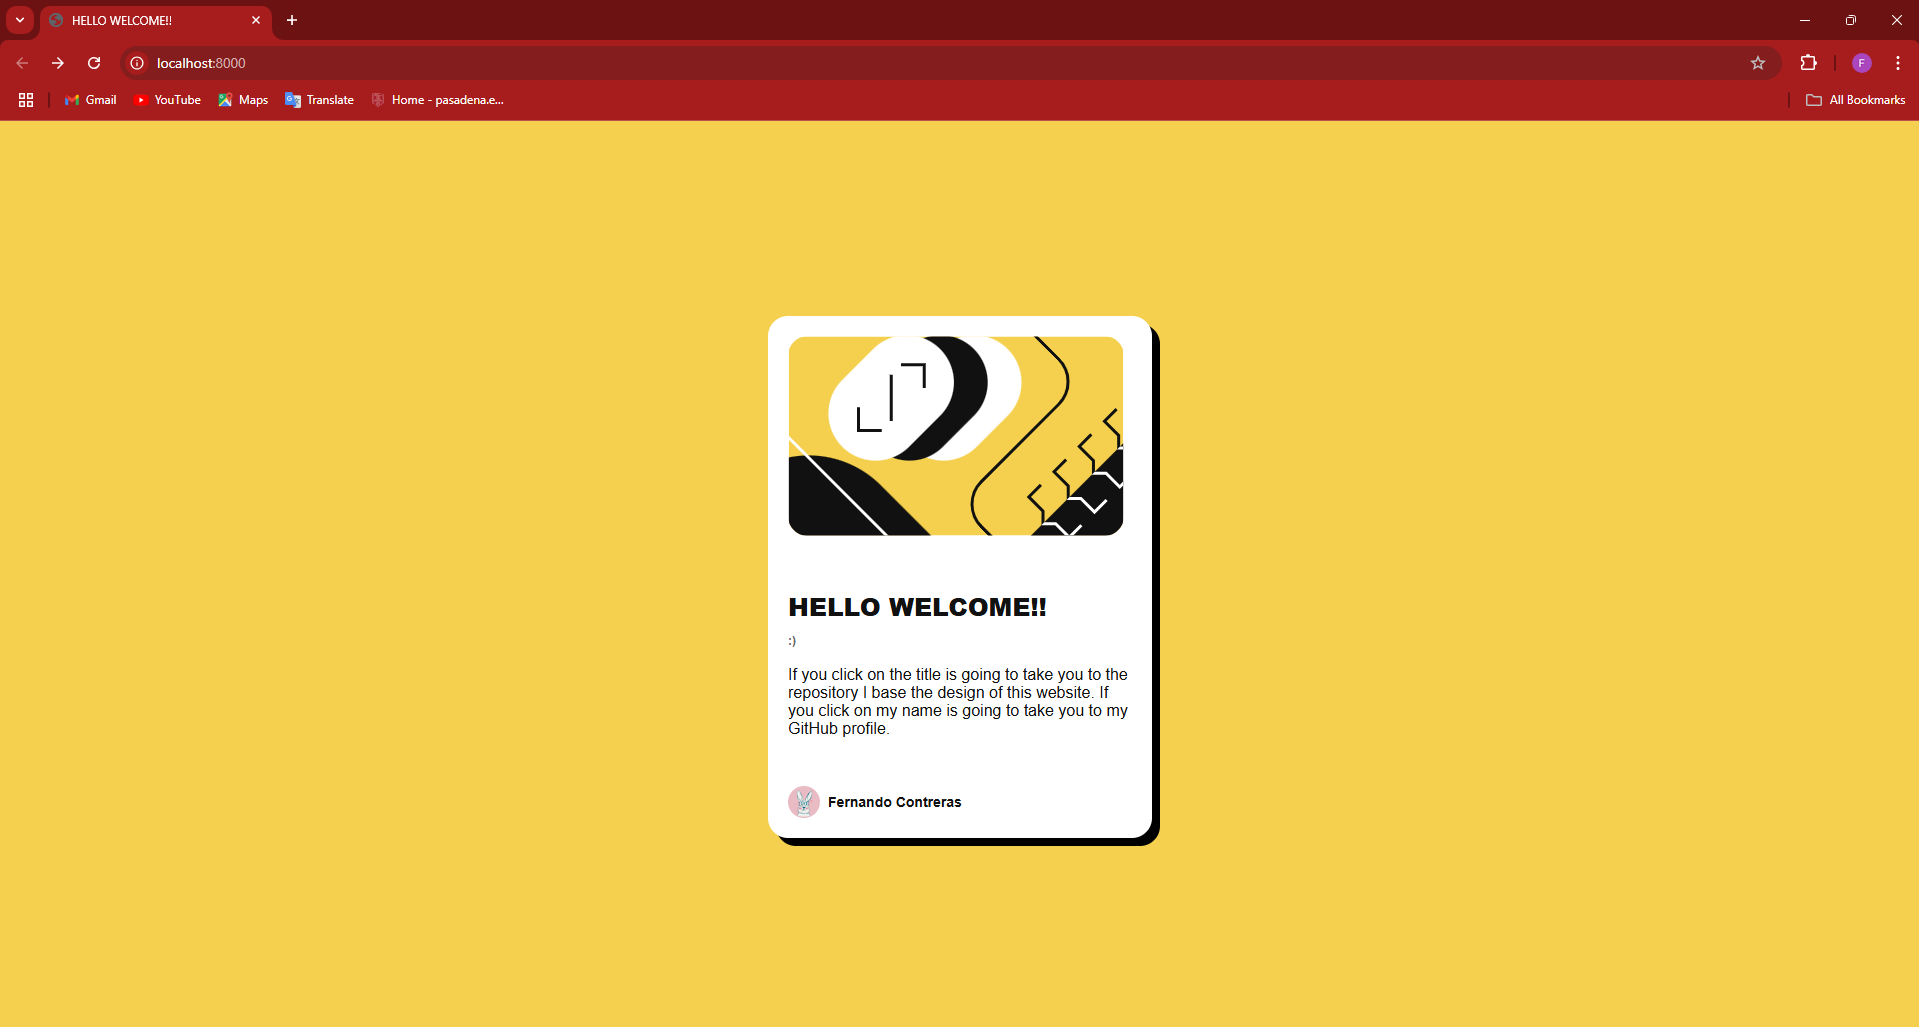 HELLO WELCOME!!
localhost:8000
F
Gmail YouTube Maps Translate Home - pasadena.e... All Bookmarks
HELLO WELCOME!!
:)
If you click on the title is going to take you to the
repository I base the design of this website. If
you click on my name is going to take you to my
GitHub profile.
Fernando Contreras